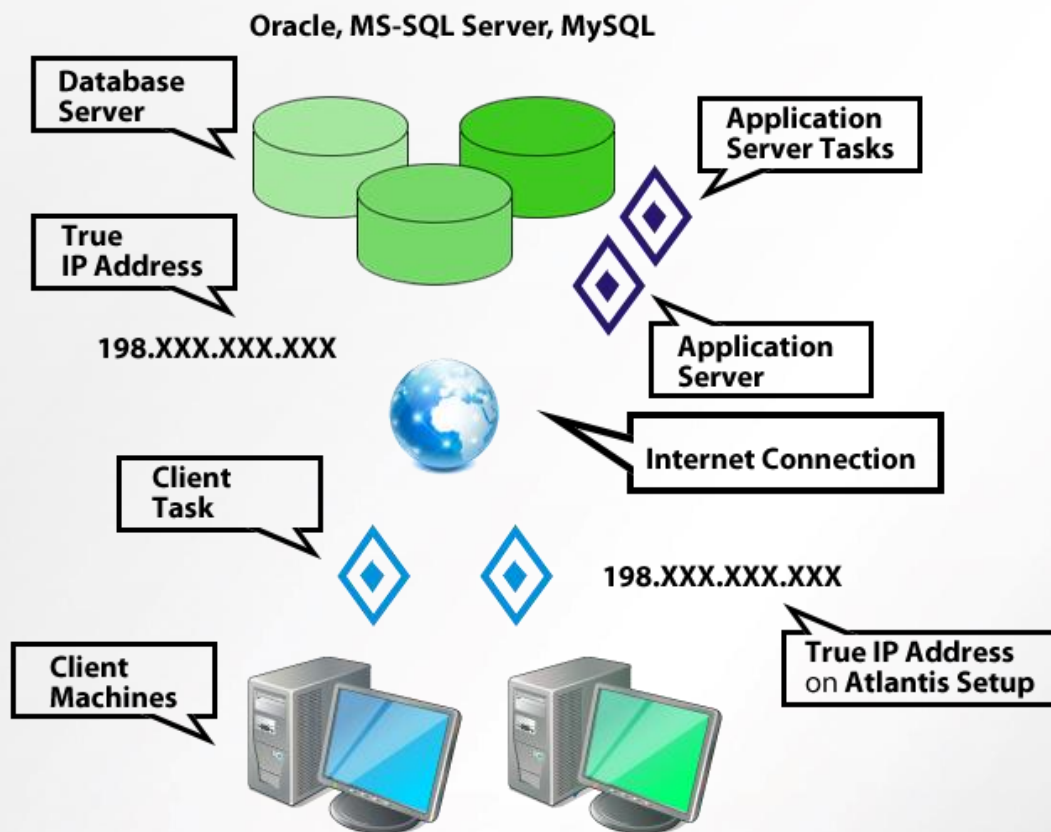 Oracle, MS-SQL Server, MySQL
Database
Server
Application
Server Tasks
True
IP Address
198.XXX.XXX.XXX
Application
Server
Internet Connection
Client
Task
198.XXX.XXX.XXX
Client
Machines
True IP Address
on Atlantis Setup